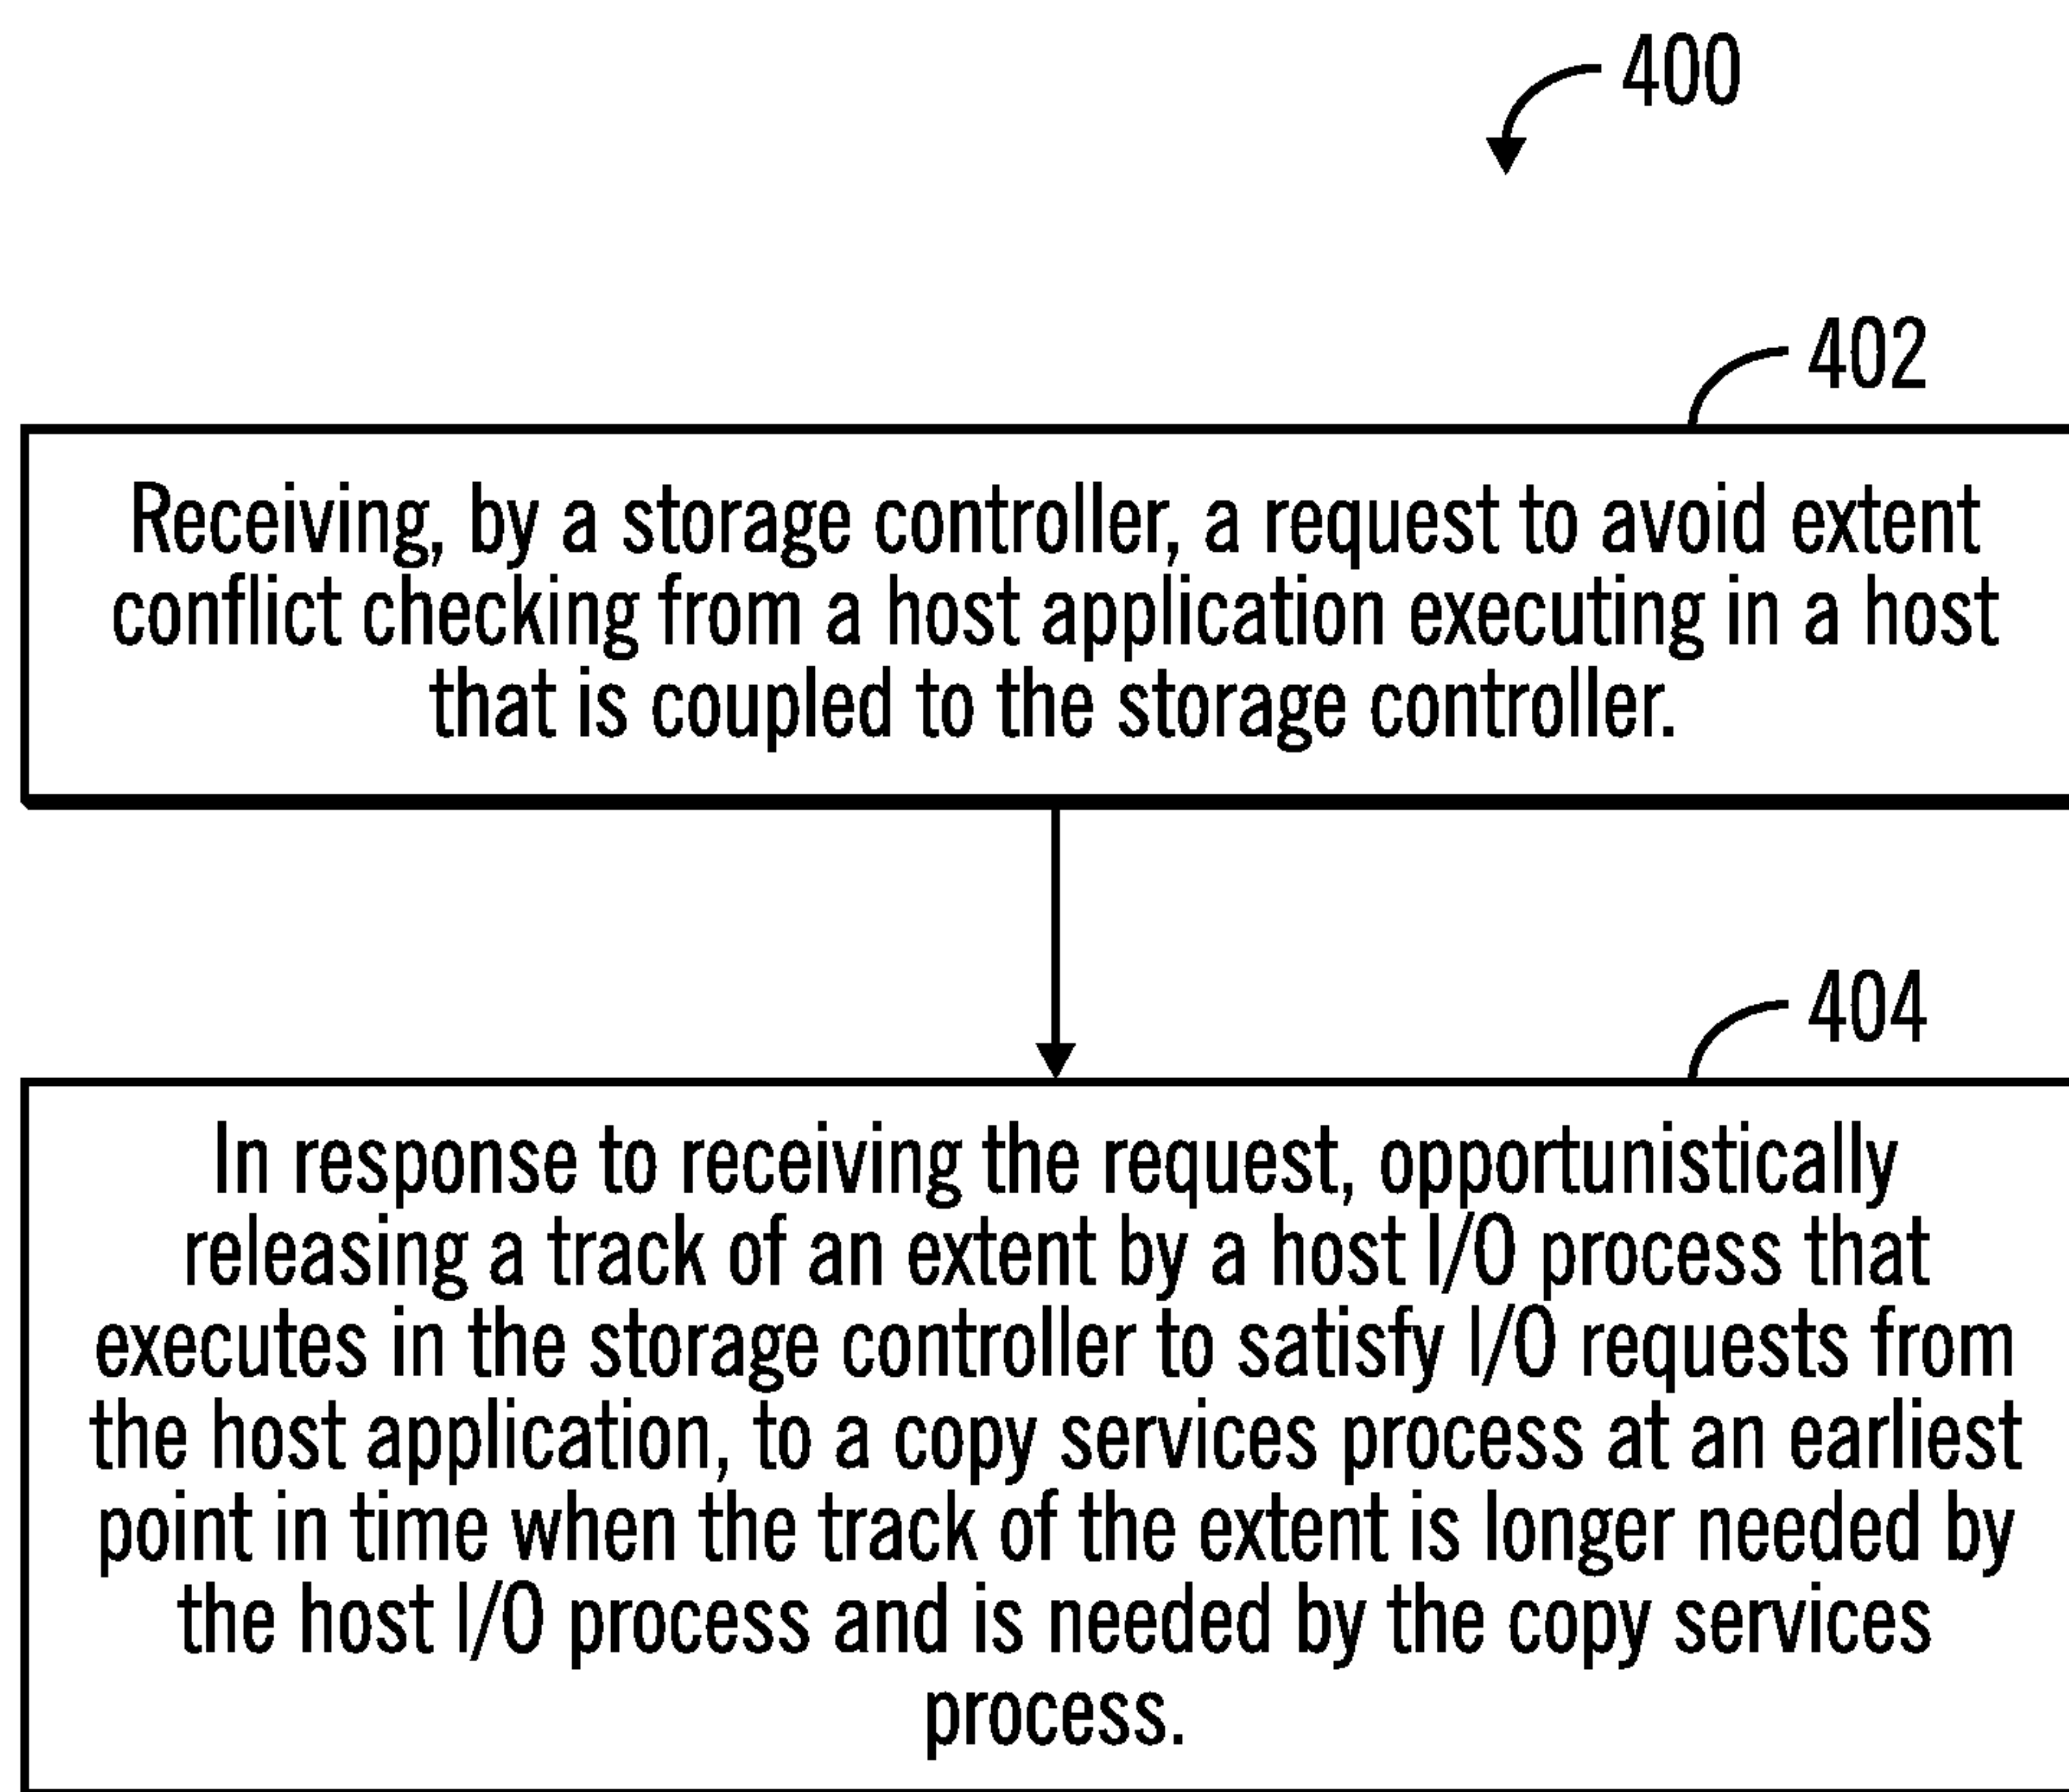 400
402
Receiving, by a storage controller, a request to avoid extent
conflict checking from a host application executing in a host
that is coupled to the storage controller.
404
In response to receiving the request, opportunistically
releasing a track of an extent by a host I/O process that
executes in the storage controller to satisfy I/O requests from
the host application, to a copy services process at an earliest
point in time when the track of the extent is longer needed by
the host I/O process and is needed by the copy services
process.